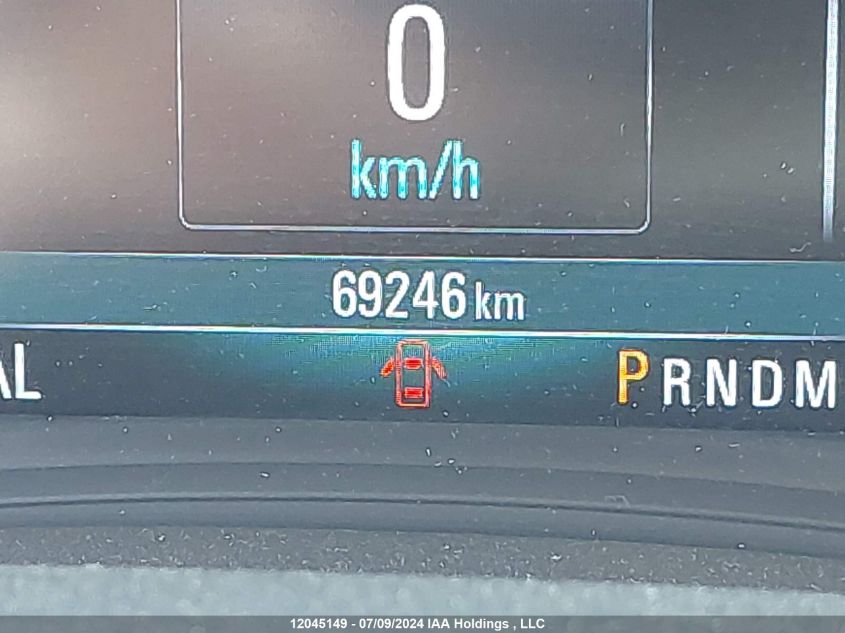 0
km/h
69246 km
AL
PRNDM
12045149 - 07/09/2024 IAA Holdings , LLC